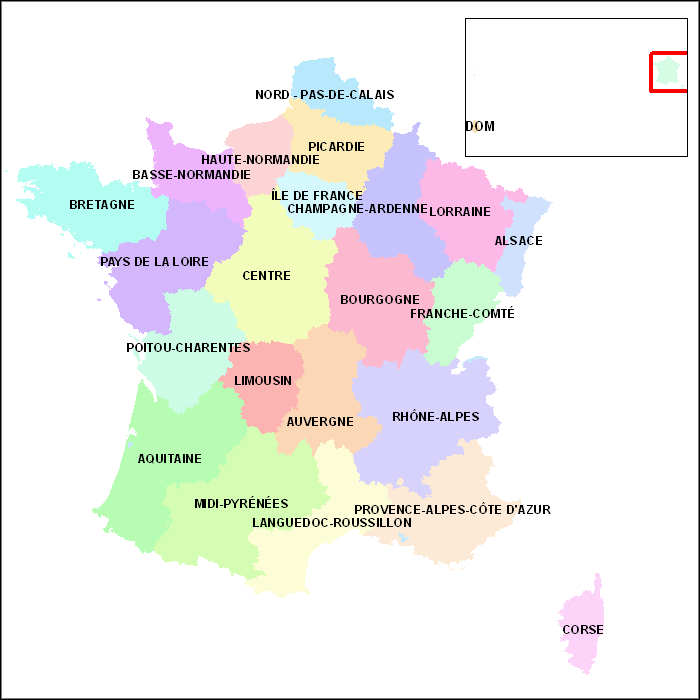 NORD - PAS-DE-CALAIS
DOM
PICARDIE
HAUTE-NORMANDIE
BASSE-NORMANDIE
ÎLE DE FRANCE
BRETAGNE
CHAMPAGNE-ARDENNE
LORRAINE
ALSACE
PAYS DE LA LOIRE
CENTRE
BOURGOGNE
FRANCHE-COMTÉ
POITOU-CHARENTES
LIMOUSIN
RHÔNE-ALPES
AUVERGNE
AQUITAINE
MIDI-PYRÉNÉES
PROVENCE-ALPES-CÔTE D'AZUR
LANGUEDOC-ROUSSILLON
CORSE